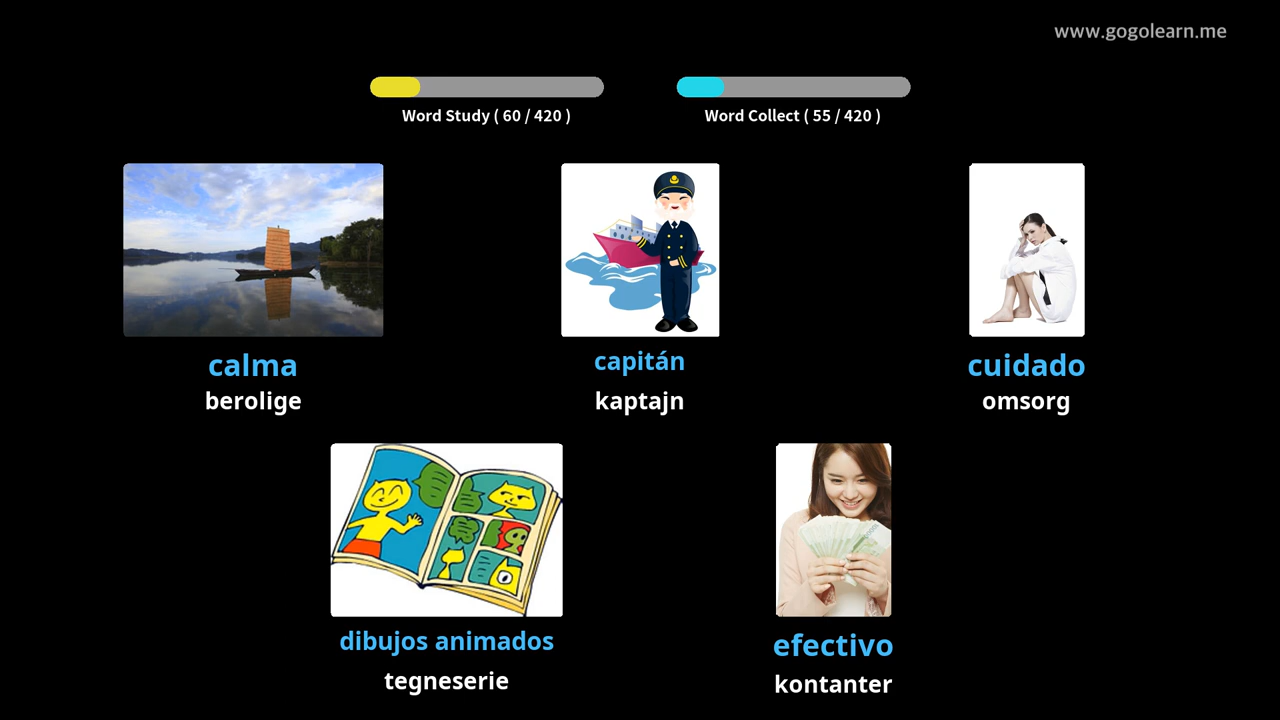 www.gogolearn.me
Word Study ( 60 / 420 )
Word Collect ( 55 / 420 )
calma
berolige
capitán
kaptajn
cuidado
omsorg
dibujos animados
tegneserie
efectivo
kontanter